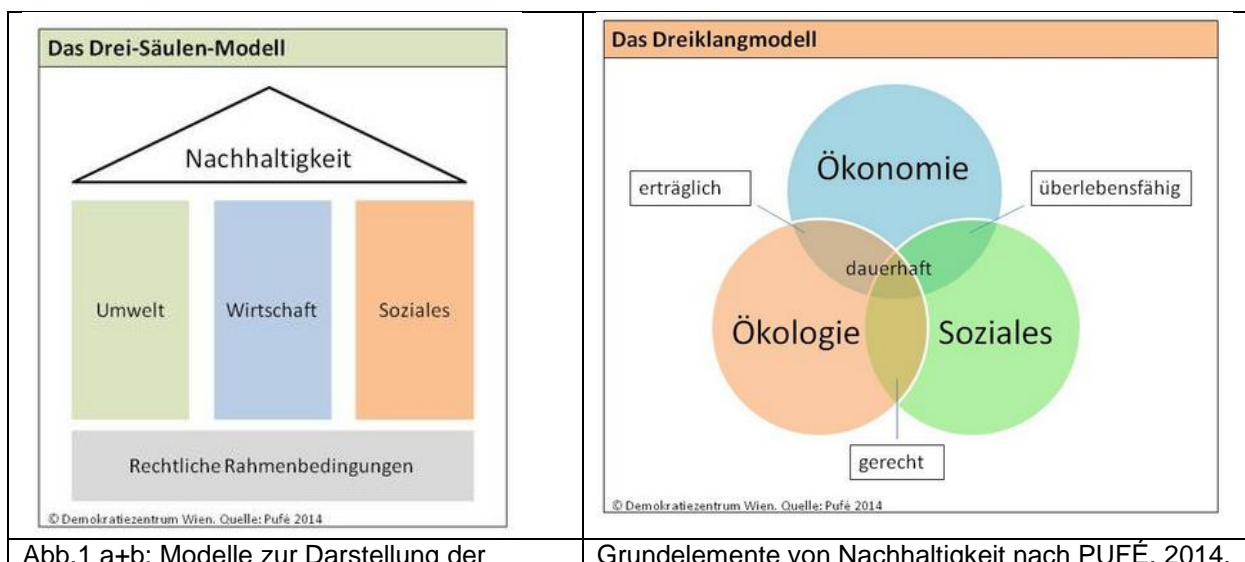 Das Drei-Säulen-Modell
Nachhaltigkeit
Umwelt
Wirtschaft
Soziales
Rechtliche Rahmenbedingungen
© Demokratiezentrum Wien. Quelle: Pufé 2014
Das Dreiklangmodell
Ökonomie
erträglich
überlebensfähig
dauerhaft
Ökologie
Soziales
gerecht
© Demokratiezentrum Wien. Quelle: Pufé 2014
Abb.1 a+b: Modelle zur Darstellung der
Grundelemente von Nachhaltigkeit nach PUFÉ, 2014.